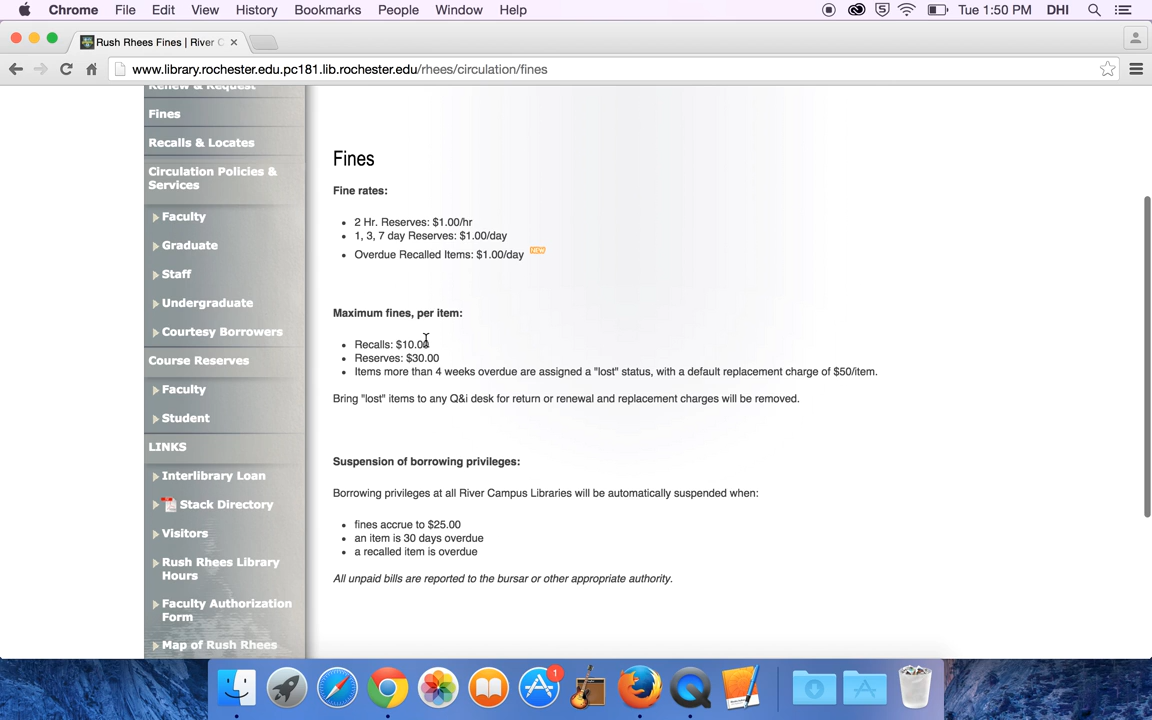 Chrome File Edit View History Bookmarks People Window Help 5 Tue 1:50 PM DHI
Rush Rhees Fines | River C
www.library.rochester.edu.pc181.lib.rochester.edu/rhees/circulation/fines
Renew & Request
Fines
Recalls & Locates
Circulation Policies &
Services
Faculty
Graduate
Staff
Undergraduate
Courtesy Borrowers
Course Reserves
Faculty
Student
LINKS
Interlibrary Loan
Stack Directory
Visitors
Rush Rhees Library
Hours
Faculty Authorization
Form
Map of Rush Rhees
Fines
Fine rates:
2 Hr. Reserves: $1.00/hr
1, 3, 7 day Reserves: $1.00/day
Overdue Recalled Items: $1.00/day NEW
Maximum fines, per item:
Recalls: $10.00
Reserves: $30.00
Items more than 4 weeks overdue are assigned a "lost" status, with a default replacement charge of $50/item.
Bring "lost" items to any Q&i desk for return or renewal and replacement charges will be removed.
Suspension of borrowing privileges:
Borrowing privileges at all River Campus Libraries will be automatically suspended when:
fines accrue to $25.00
an item is 30 days overdue
a recalled item is overdue
All unpaid bills are reported to the bursar or other appropriate authority.
1